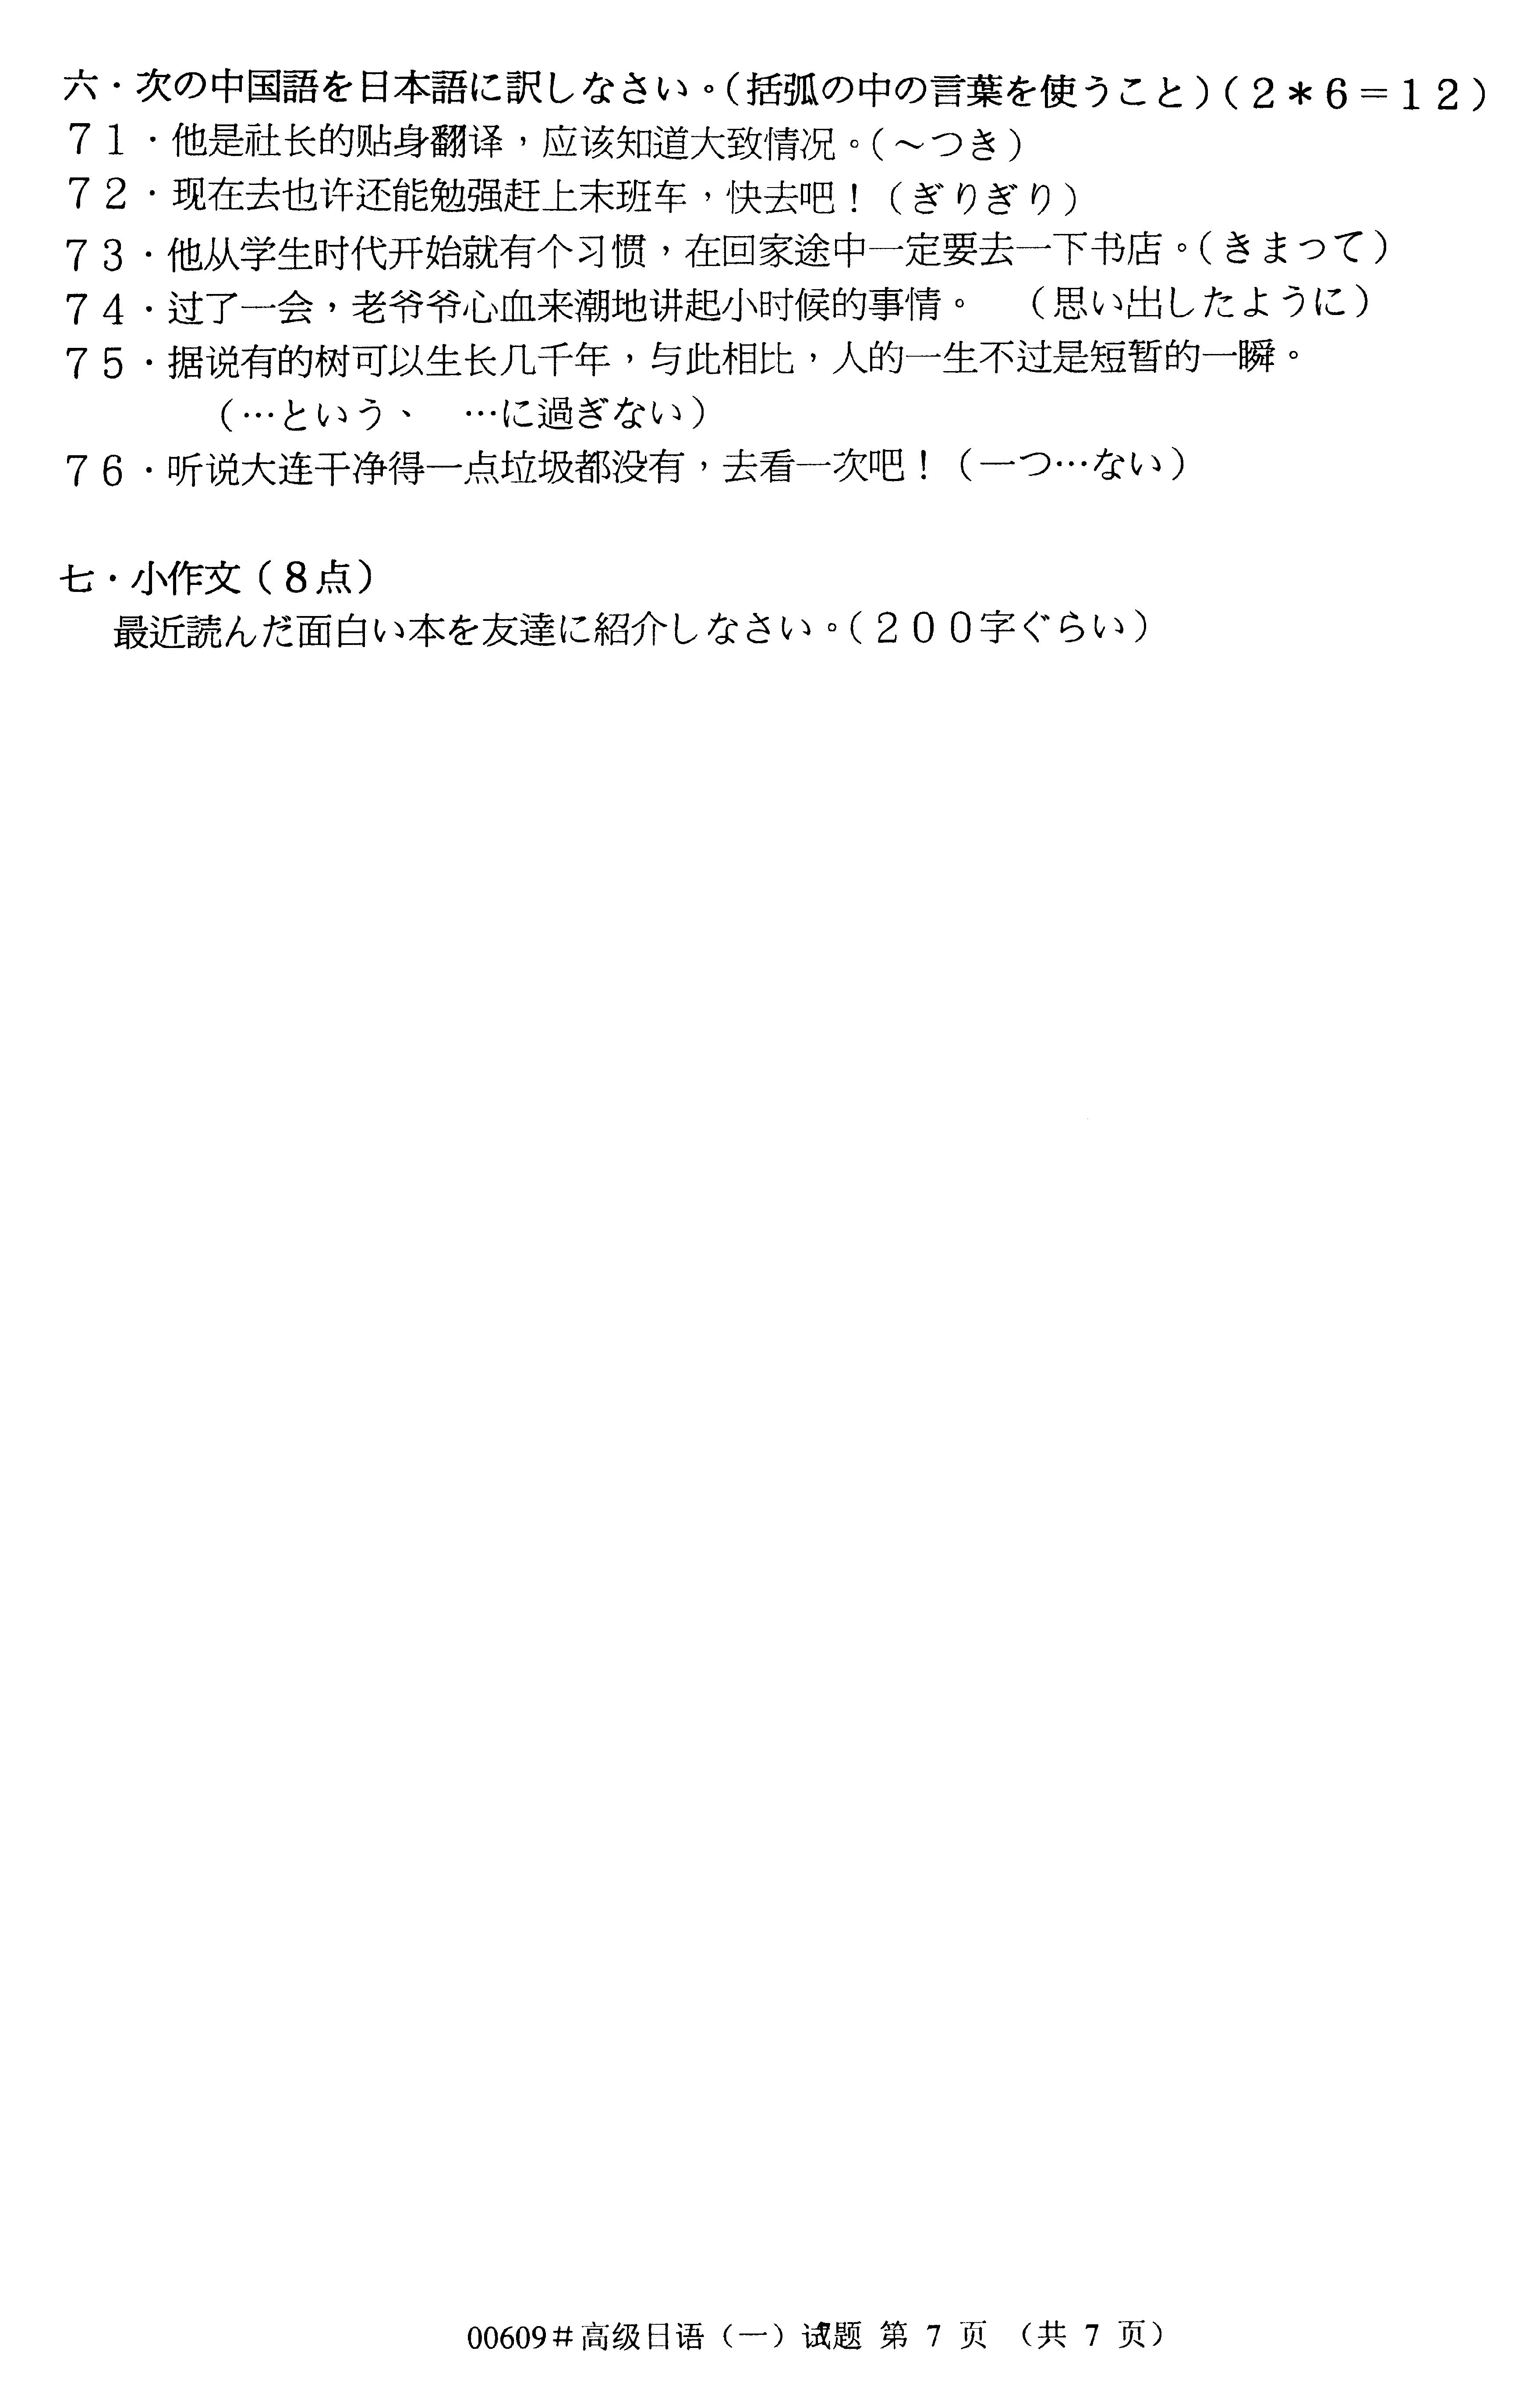 六·次の中国語を日本語に訳しなさい。(括弧の中の言葉を使うこと)(2*6=12)
71·他是社长的贴身翻译，应该知道大致情况。(～つき)
72·现在去也许还能勉强赶上末班车，快去吧！(ぎりぎり)
73·他从学生时代开始就有个习惯，在回家途中一定要去一下书店。(きまって)
74·过了一会，老爷爷心血来潮地讲起小时候的事情。 (思い出したように)
75·据说有的树可以生长几千年，与此相比，人的一生不过是短暂的一瞬。
(…という、 …に過ぎない)
76·听说大连干净得一点垃圾都没有，去看一次吧！(一つ…ない)
七·小作文(8点)
最近読んだ面白い本を友達に紹介しなさい。(200字ぐらい)
00609#高级日语（一）试题 第 7 页 （共 7 页）